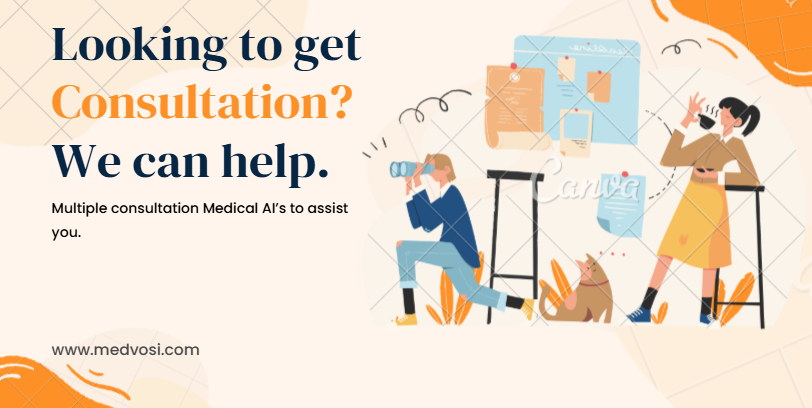 Looking to get
Consultation?
We can help.
Multiple consultation Medical AI's to assist
you.
Canva
www.medvosi.com